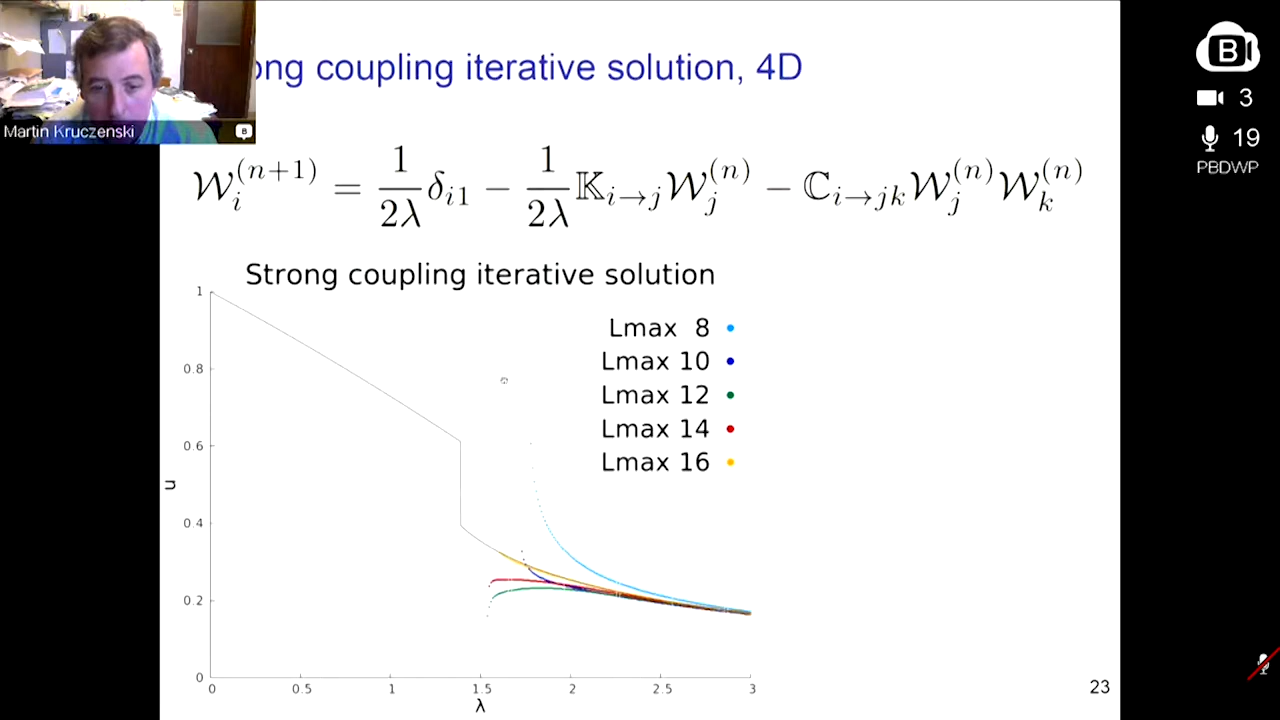 ong coupling iterative solution, 4D
Martin Kruczenski
B
B
3
19
PBDWP
𝒲ᵢ⁽ⁿ⁺¹⁾ = 1/2λ δᵢ₁ − 1/2λ 𝕂ᵢ→ⱼ𝒲ⱼ⁽ⁿ⁾ − ℂᵢ→ⱼₖ𝒲ⱼ⁽ⁿ⁾𝒲ₖ⁽ⁿ⁾
Strong coupling iterative solution
Lmax 8
Lmax 10
Lmax 12
Lmax 14
Lmax 16
1
0.8
0.6
0.4
0.2
0
u
0 0.5 1 1.5 2 2.5 3
λ
23